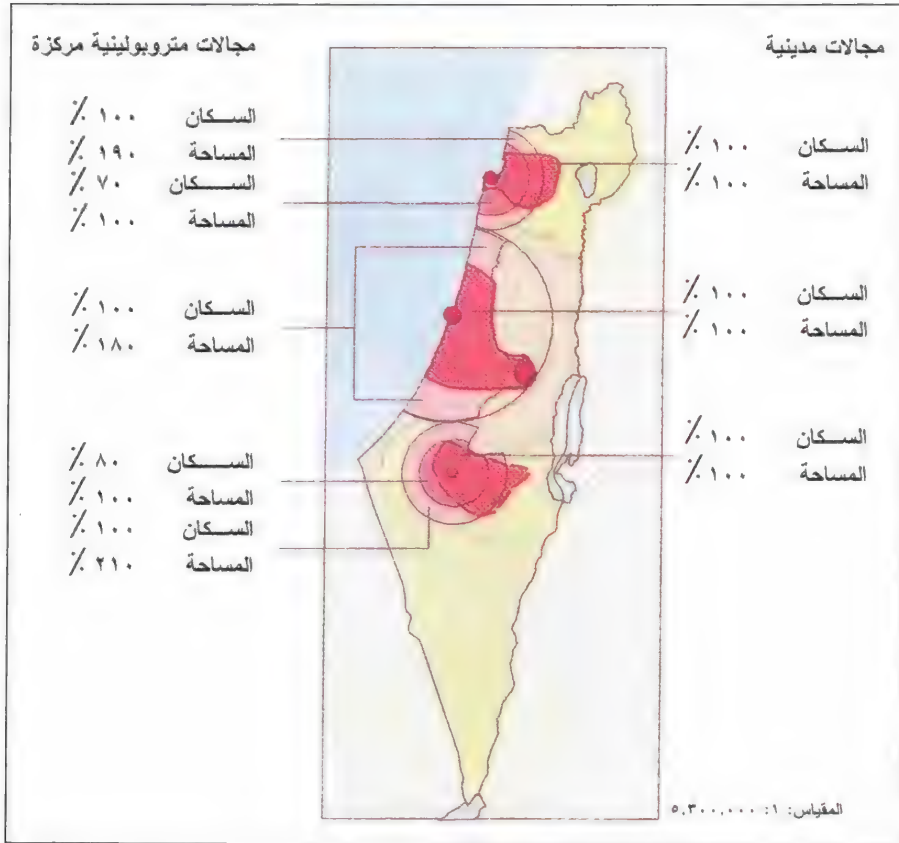 مجالات مدينية
السكان ١٠٠ ٪
المساحة ١٠٠ ٪
السكان ١٠٠ ٪
المساحة ١٠٠ ٪
السكان ١٠٠ ٪
المساحة ١٠٠ ٪
مجالات متروبولينية مركزة
السكان ١٠٠ ٪
المساحة ١٩٠ ٪
السكان ٧٠ ٪
المساحة ١٠٠ ٪
السكان ١٠٠ ٪
المساحة ١٨٠ ٪
السكان ٨٠ ٪
المساحة ١٠٠ ٪
السكان ١٠٠ ٪
المساحة ٢١٠ ٪
المقياس: ١: ٥,٣٠٠,٠٠٠